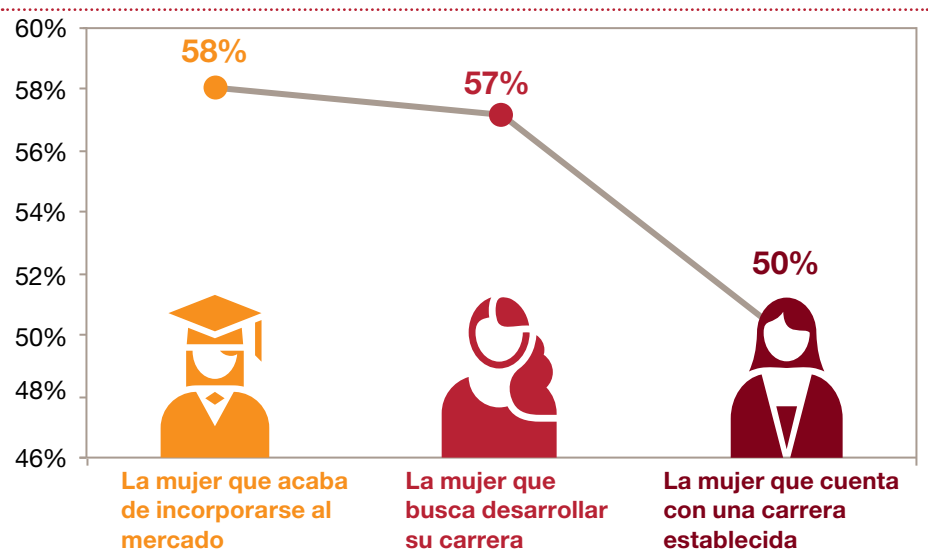 60%
58%
56%
54%
52%
50%
48%
46%
58%
57%
50%
La mujer que acaba
de incorporarse al
mercado
La mujer que
busca desarrollar
su carrera
La mujer que cuenta
con una carrera
establecida